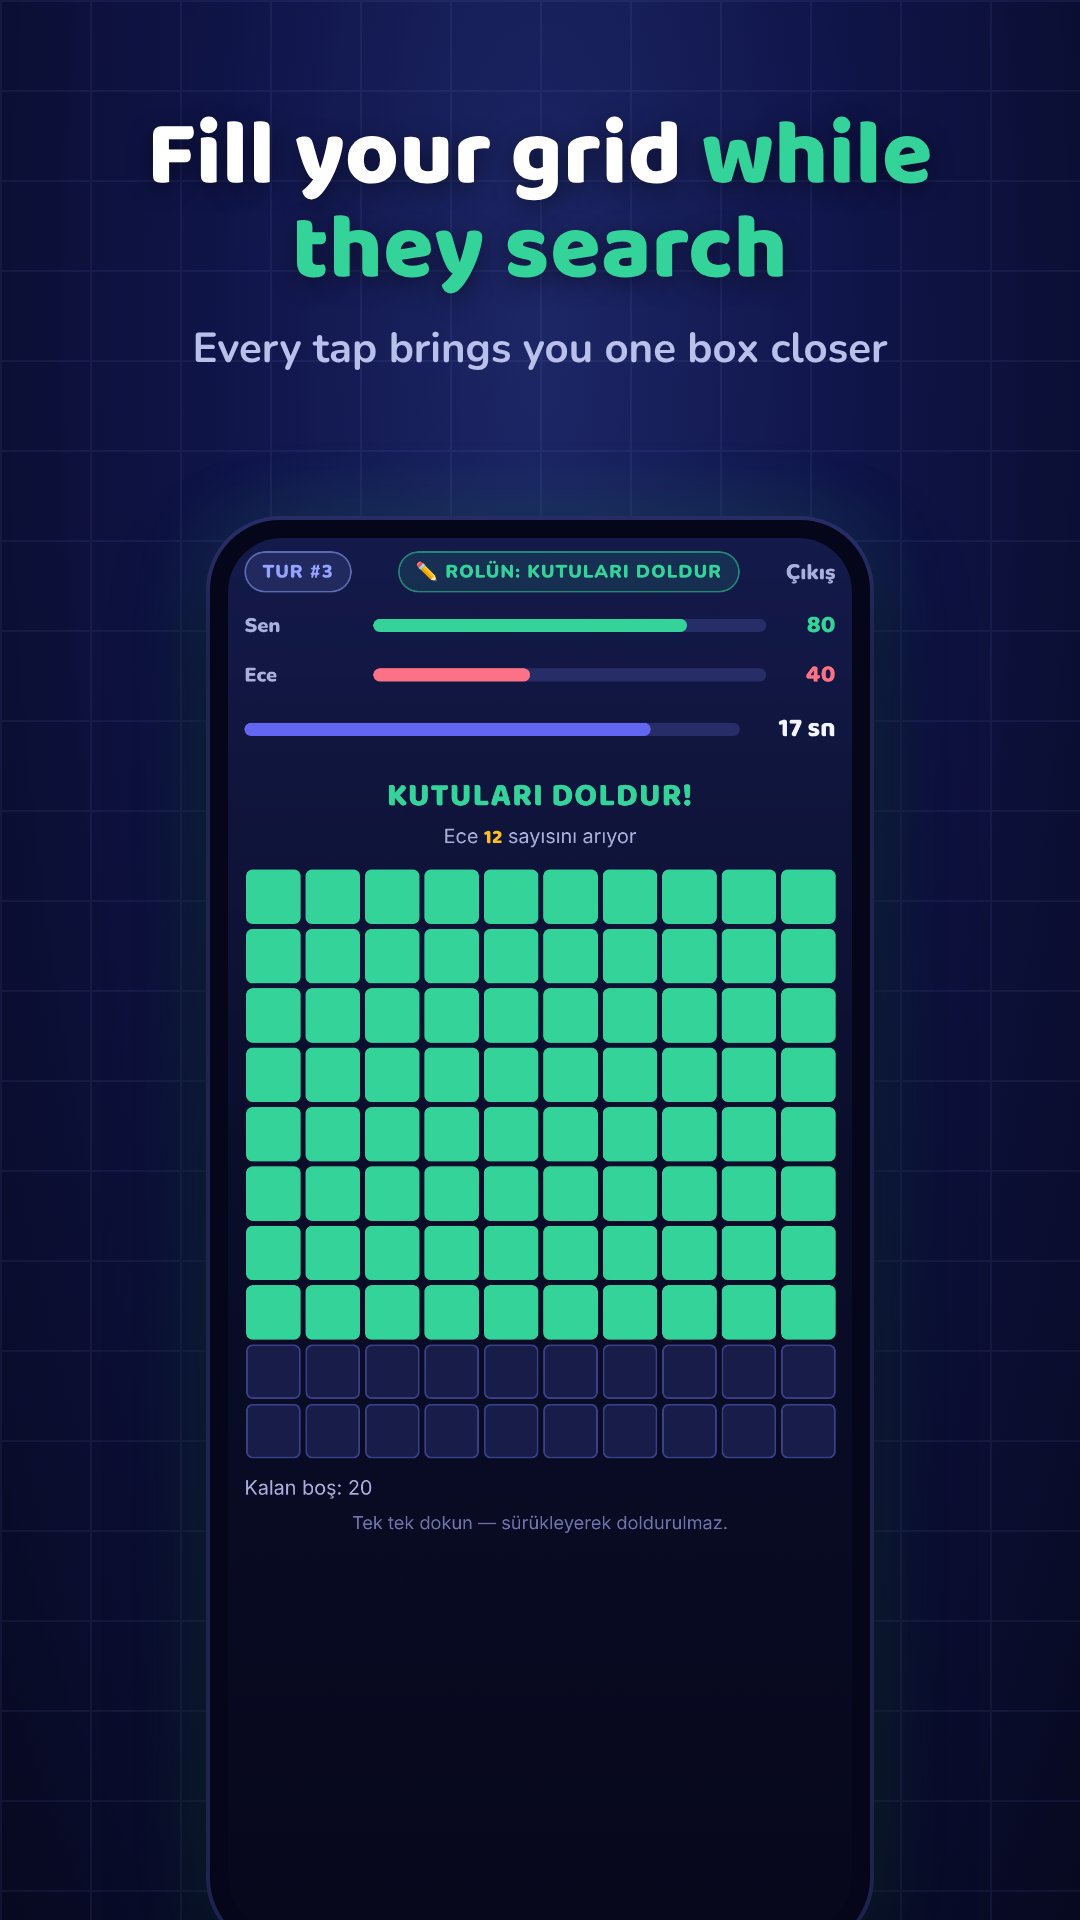 Fill your grid while
they search
Every tap brings you one box closer
TUR #3
✏️ ROLÜN: KUTULARI DOLDUR
Çıkış
Sen
80
Ece
40
17 sn
KUTULARI DOLDUR!
Ece 12 sayısını arıyor
Kalan boş: 20
Tek tek dokun — sürükleyerek doldurulmaz.